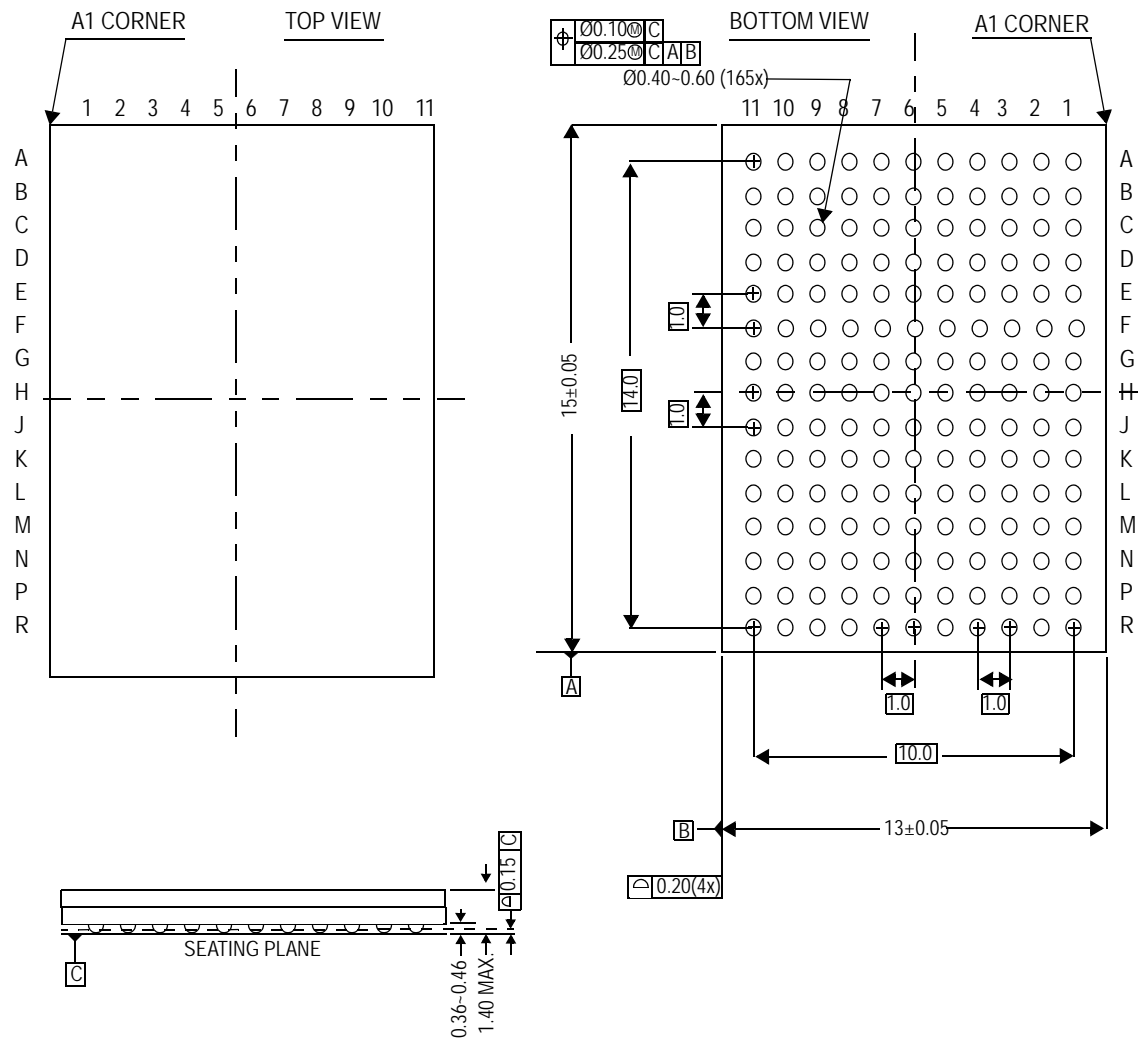 A1 CORNER
TOP VIEW
Ø0.10Ⓜ C
Ø0.25Ⓜ C A B
BOTTOM VIEW
A1 CORNER
Ø0.40~0.60 (165x)
1 2 3 4 5 6 7 8 9 10 11
11 10 9 8 7 6 5 4 3 2 1
A
B
C
D
E
F
G
H
J
K
L
M
N
P
R
15±0.05
14.0
1.0
1.0
A
B
C
D
E
F
G
H
J
K
L
M
N
P
R
A
1.0
1.0
10.0
B
13±0.05
0.20(4x)
0.15 C
SEATING PLANE
C
0.36~0.46
1.40 MAX.